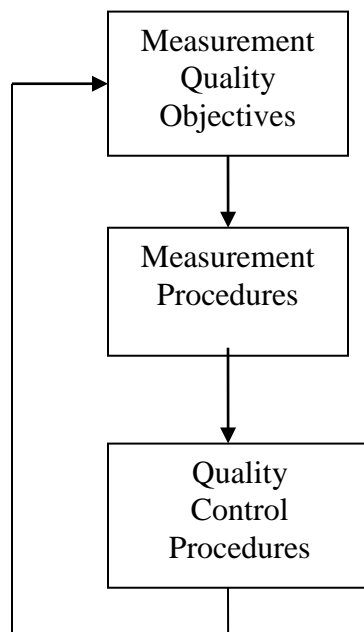 Measurement
Quality
Objectives
Measurement
Procedures
Quality
Control
Procedures